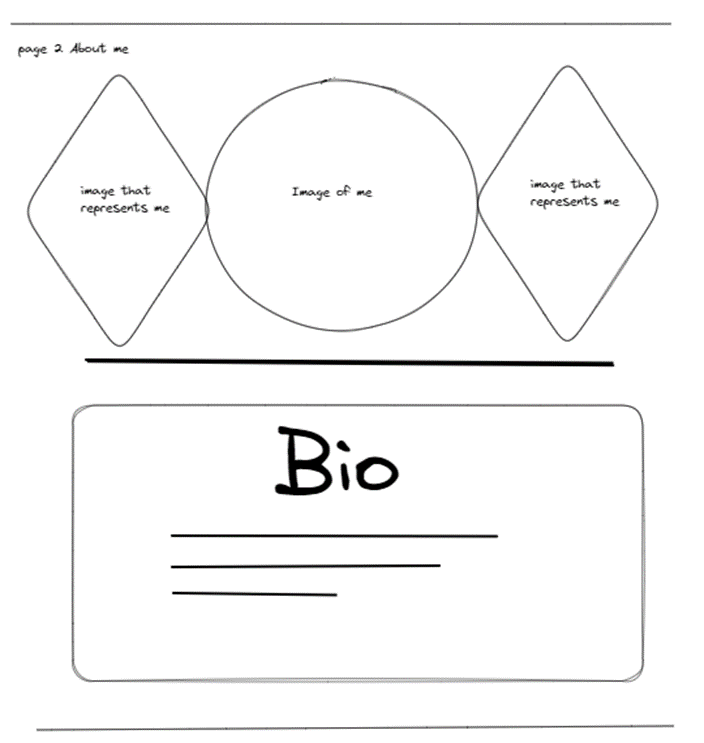 page 2. About me
image that
represents me
Image of me
image that
represents me
Bio